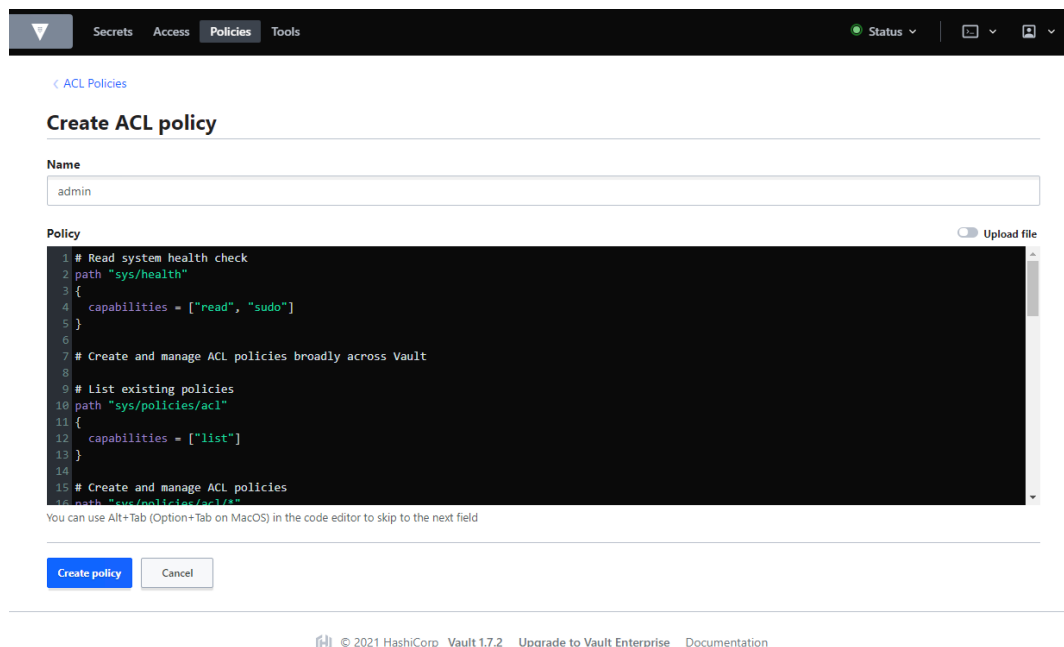 Secrets Access Policies Tools Status
< ACL Policies
Create ACL policy
Name
admin
Policy Upload file
1 # Read system health check
2 path "sys/health"
3 {
4   capabilities = ["read", "sudo"]
5 }
6
7 # Create and manage ACL policies broadly across Vault
8
9 # List existing policies
10 path "sys/policies/acl"
11 {
12   capabilities = ["list"]
13 }
14
15 # Create and manage ACL policies
16 path "sys/policies/acl/*"
You can use Alt+Tab (Option+Tab on MacOS) in the code editor to skip to the next field
Create policy Cancel
© 2021 HashiCorp Vault 1.7.2 Upgrade to Vault Enterprise Documentation